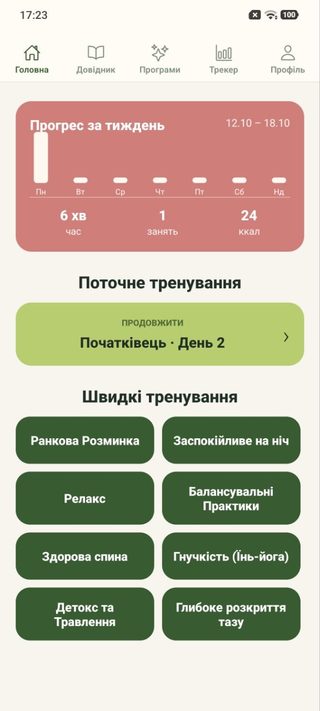 17:23
100
Головна
Довідник
Програми
Трекер
Профіль
Прогрес за тиждень
12.10 – 18.10
Пн
Вт
Ср
Чт
Пт
Сб
Нд
6 хв
1
24
час
занять
ккал
Поточне тренування
ПРОДОВЖИТИ
Початківець · День 2
Швидкі тренування
Ранкова Розминка
Заспокійливе на ніч
Релакс
Балансувальні
Практики
Здорова спина
Гнучкість (Їнь-йога)
Детокс та
Травлення
Глибоке розкриття
тазу